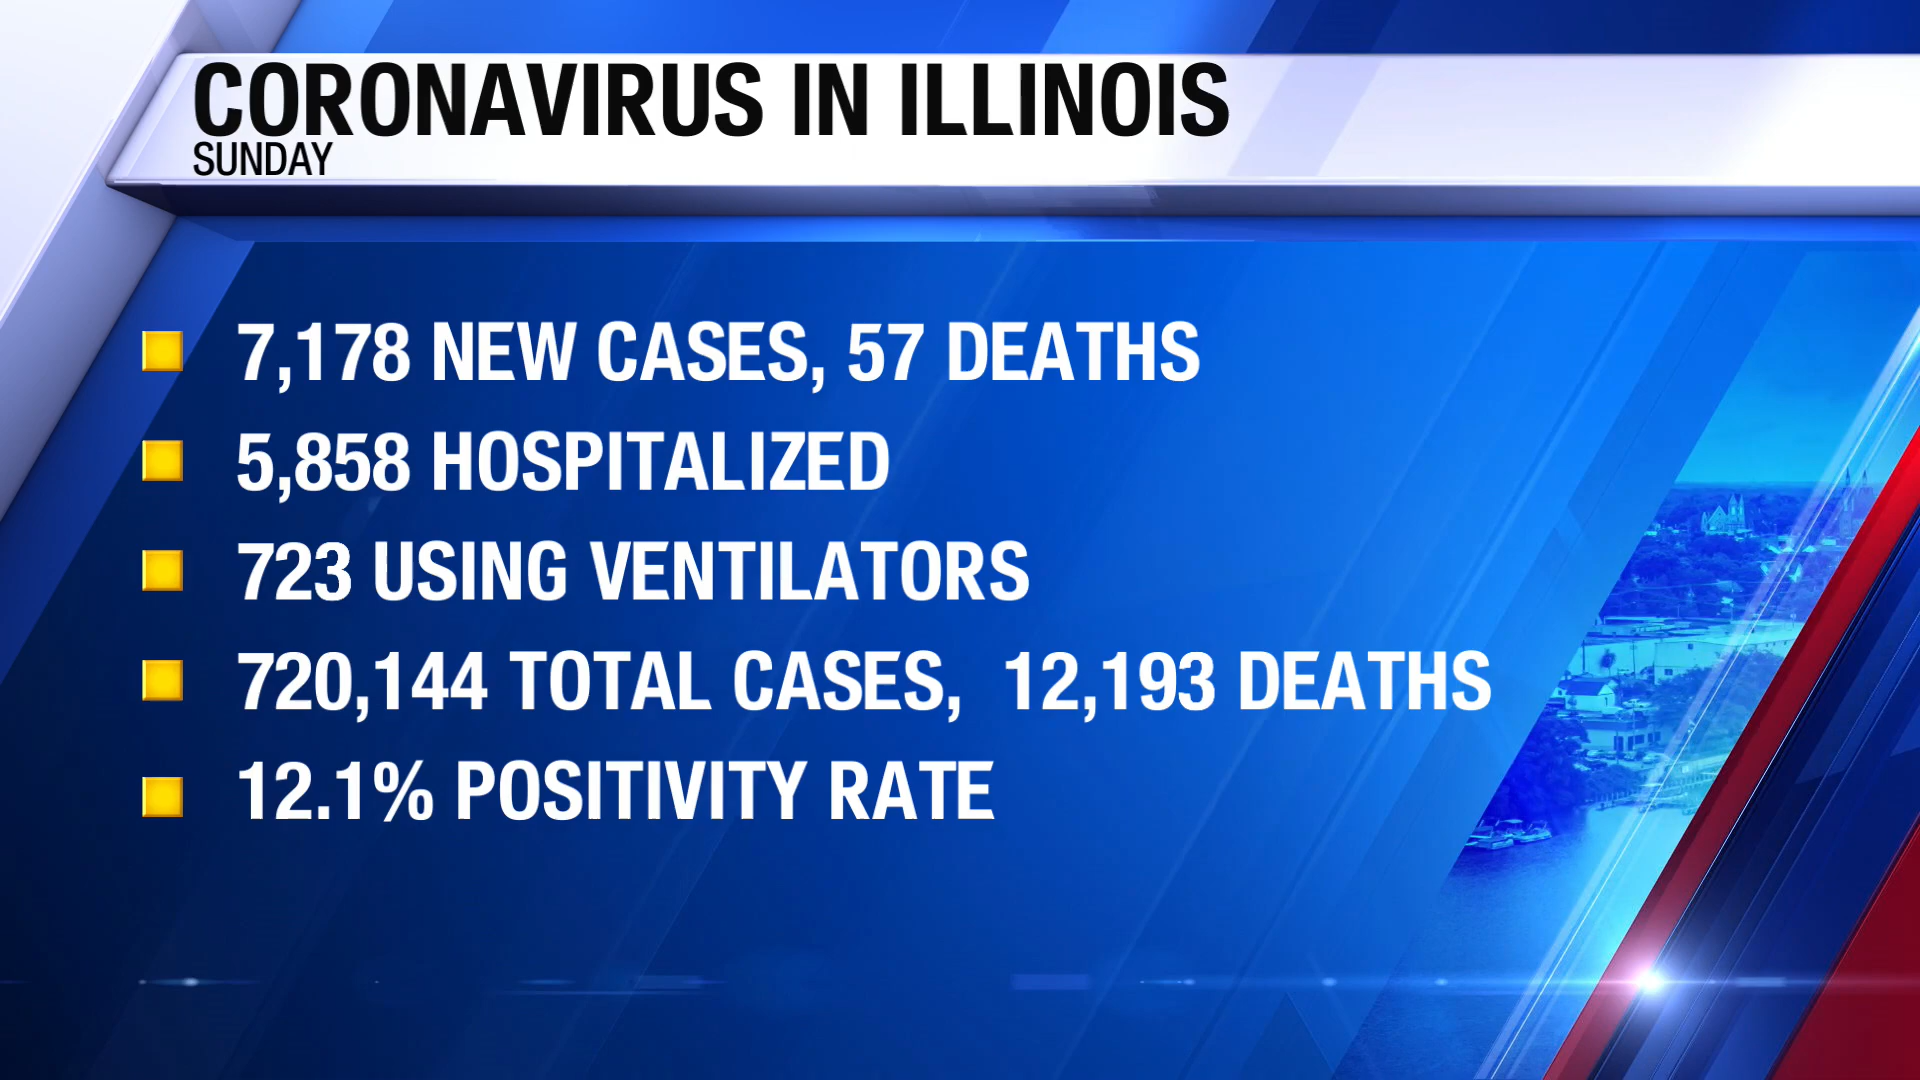 CORONAVIRUS IN ILLINOIS
SUNDAY
7,178 NEW CASES, 57 DEATHS
5,858 HOSPITALIZED
723 USING VENTILATORS
720,144 TOTAL CASES,  12,193 DEATHS
12.1% POSITIVITY RATE